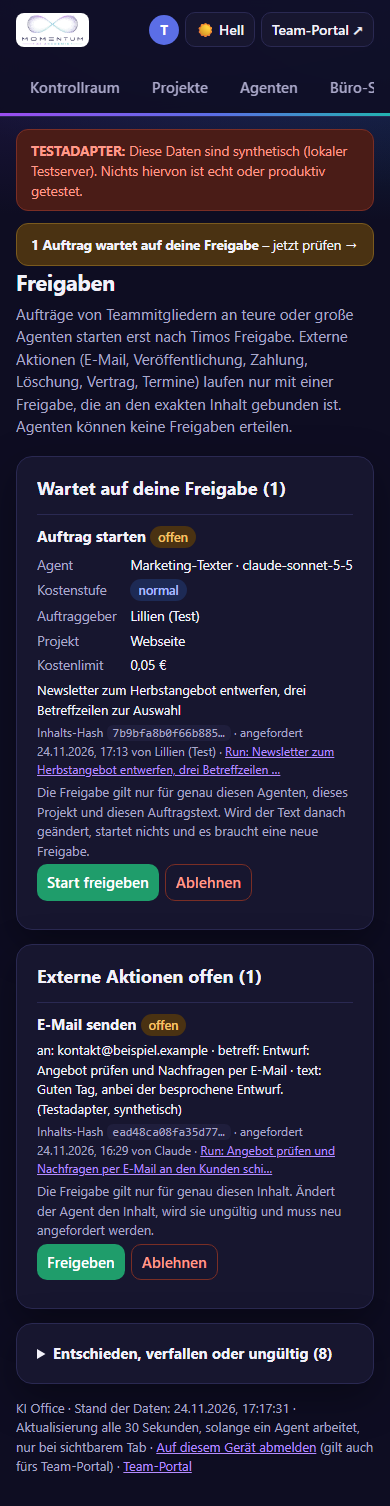 MOMENTUM
T
Hell
Team-Portal ↗
Kontrollraum
Projekte
Agenten
Büro-S
TESTADAPTER: Diese Daten sind synthetisch (lokaler
Testserver). Nichts hiervon ist echt oder produktiv
getestet.
1 Auftrag wartet auf deine Freigabe – jetzt prüfen →
Freigaben
Aufträge von Teammitgliedern an teure oder große
Agenten starten erst nach Timos Freigabe. Externe
Aktionen (E-Mail, Veröffentlichung, Zahlung,
Löschung, Vertrag, Termine) laufen nur mit einer
Freigabe, die an den exakten Inhalt gebunden ist.
Agenten können keine Freigaben erteilen.
Wartet auf deine Freigabe (1)
Auftrag starten offen
Agent Marketing-Texter · claude-sonnet-5-5
Kostenstufe normal
Auftraggeber Lillien (Test)
Projekt Webseite
Kostenlimit 0,05 €
Newsletter zum Herbstangebot entwerfen, drei
Betreffzeilen zur Auswahl
Inhalts-Hash 7b9bfa8b0f66b885… · angefordert
24.11.2026, 17:13 von Lillien (Test) · Run: Newsletter zum
Herbstangebot entwerfen, drei Betreffzeilen …
Die Freigabe gilt nur für genau diesen Agenten, dieses
Projekt und diesen Auftragstext. Wird der Text danach
geändert, startet nichts und es braucht eine neue
Freigabe.
Start freigeben
Ablehnen
Externe Aktionen offen (1)
E-Mail senden offen
an: kontakt@beispiel.example · betreff: Entwurf:
Angebot prüfen und Nachfragen per E-Mail · text:
Guten Tag, anbei der besprochene Entwurf.
(Testadapter, synthetisch)
Inhalts-Hash ead48ca08fa35d77… · angefordert
24.11.2026, 16:29 von Claude · Run: Angebot prüfen und
Nachfragen per E-Mail an den Kunden schi…
Die Freigabe gilt nur für genau diesen Inhalt. Ändert
der Agent den Inhalt, wird sie ungültig und muss neu
angefordert werden.
Freigeben
Ablehnen
▶ Entschieden, verfallen oder ungültig (8)
KI Office · Stand der Daten: 24.11.2026, 17:17:31 ·
Aktualisierung alle 30 Sekunden, solange ein Agent arbeitet,
nur bei sichtbarem Tab · Auf diesem Gerät abmelden (gilt auch
fürs Team-Portal) · Team-Portal